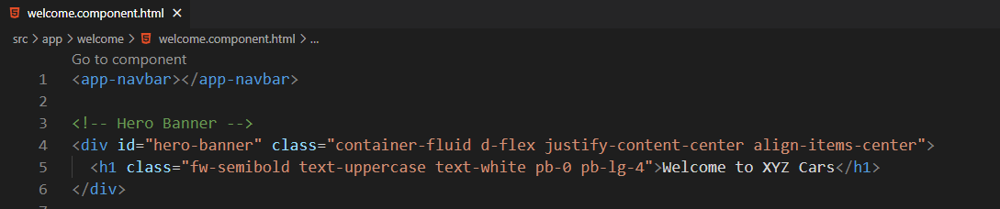 welcome.component.html ×
src > app > welcome > welcome.component.html > ...
Go to component
1 <app-navbar></app-navbar>
2
3 <!-- Hero Banner -->
4 <div id="hero-banner" class="container-fluid d-flex justify-content-center align-items-center">
5 <h1 class="fw-semibold text-uppercase text-white pb-0 pb-lg-4">Welcome to XYZ Cars</h1>
6 </div>
7